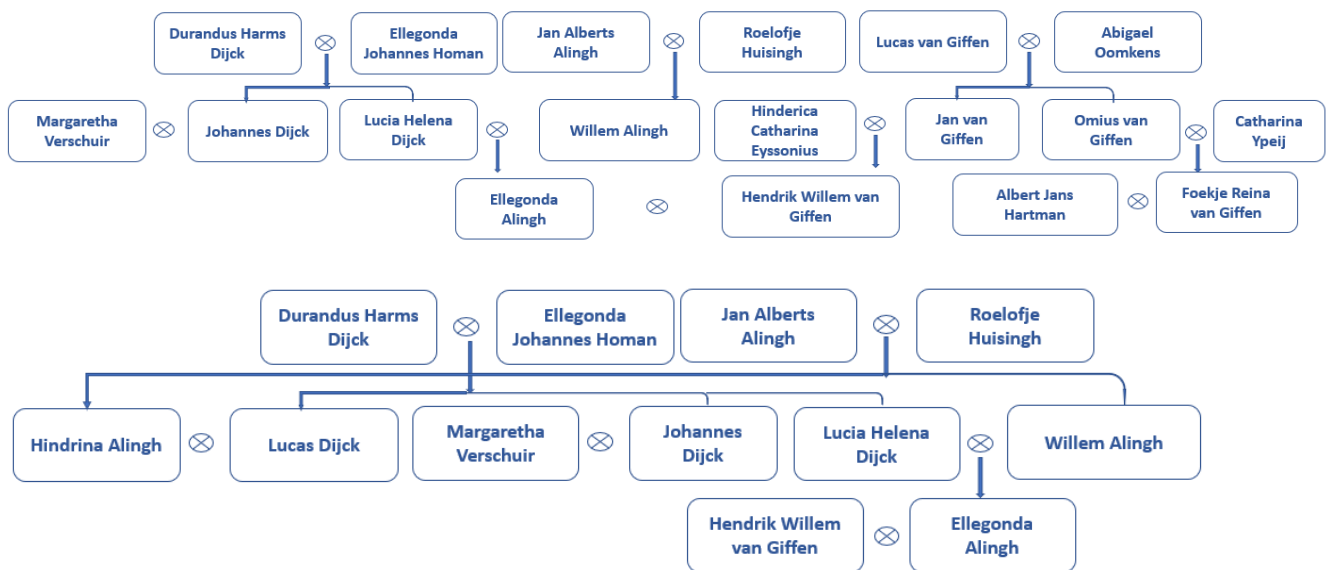 Durandus Harms
Dijck
Ellegonda
Johannes Homan
Jan Alberts
Alingh
Roelofje
Huisingh
Lucas van Giffen
Abigael
Oomkens
Margaretha
Verschuir
Johannes Dijck
Lucia Helena
Dijck
Willem Alingh
Hinderica
Catharina
Eyssonius
Jan van
Giffen
Omius van
Giffen
Catharina
Ypeij
Ellegonda
Alingh
Hendrik Willem van
Giffen
Albert Jans
Hartman
Foekje Reina
van Giffen
Durandus Harms
Dijck
Ellegonda
Johannes Homan
Jan Alberts
Alingh
Roelofje
Huisingh
Hindrina Alingh
Lucas Dijck
Margaretha
Verschuir
Johannes
Dijck
Lucia Helena
Dijck
Willem Alingh
Hendrik Willem
van Giffen
Ellegonda
Alingh